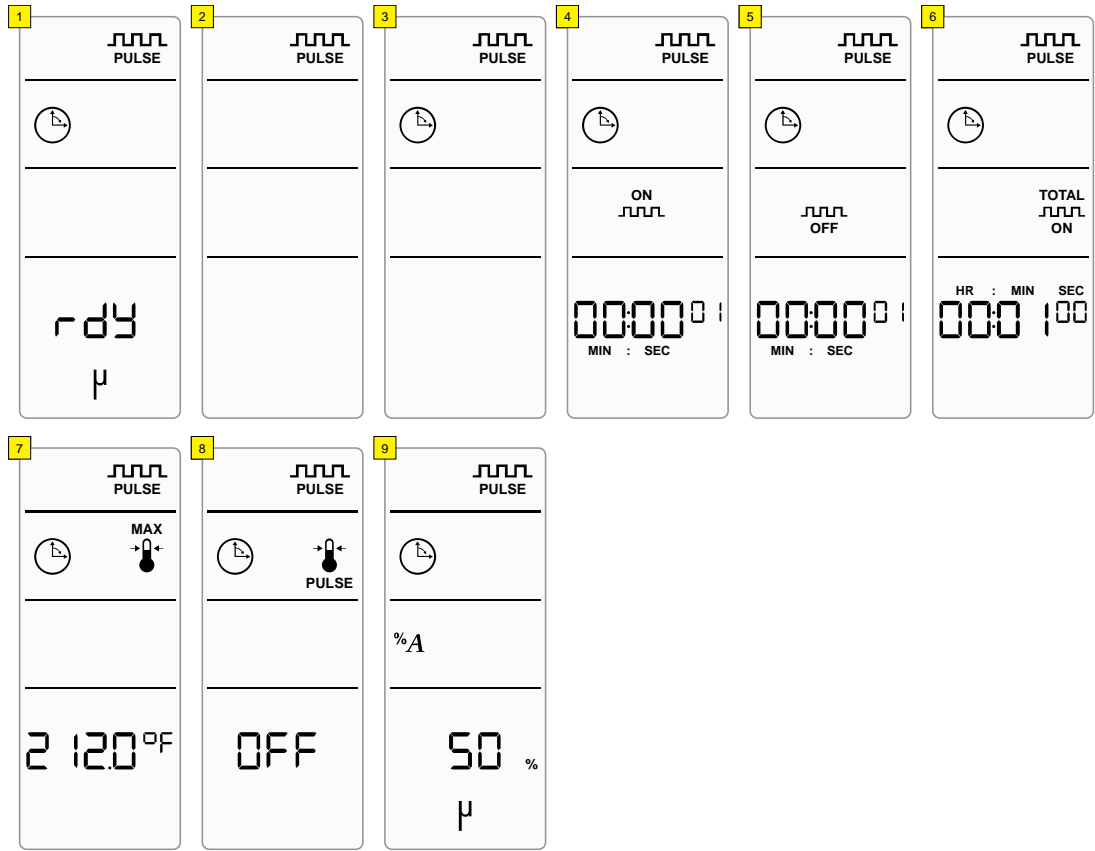 1
PULSE
rdy
µ
2
PULSE
3
PULSE
4
PULSE
ON
00:00 01
MIN : SEC
5
PULSE
OFF
00:00 01
MIN : SEC
6
PULSE
TOTAL
ON
HR : MIN SEC
00:01 00
7
PULSE
MAX
212.0 °F
8
PULSE
PULSE
OFF
9
PULSE
%A
50 %
µ